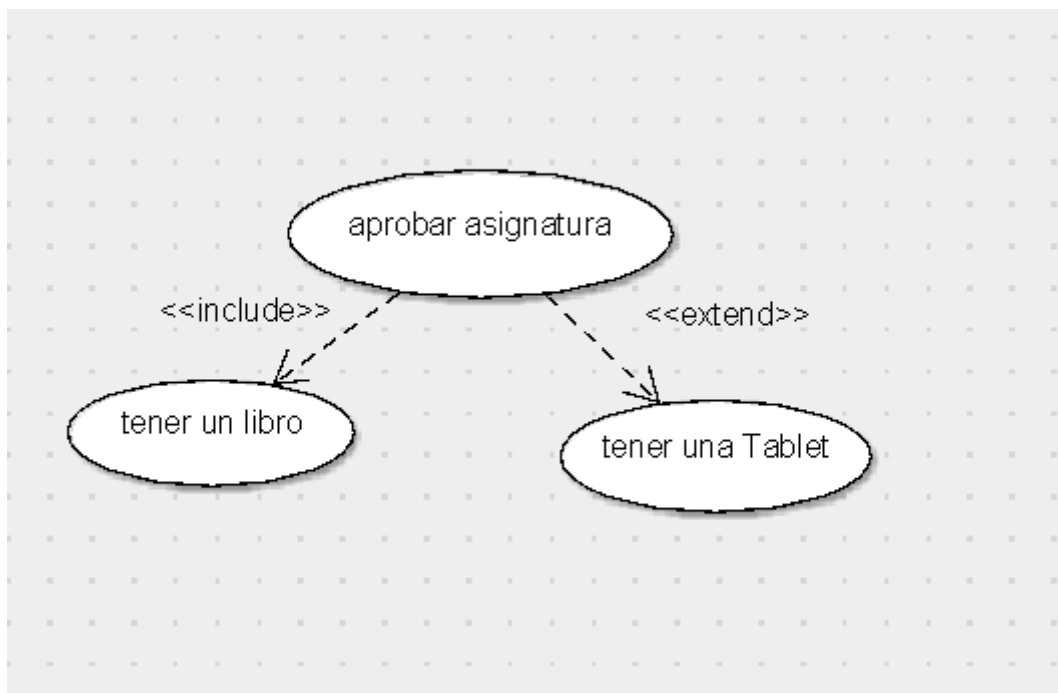 aprobar asignatura
<<include>>
<<extend>>
tener un libro
tener una Tablet